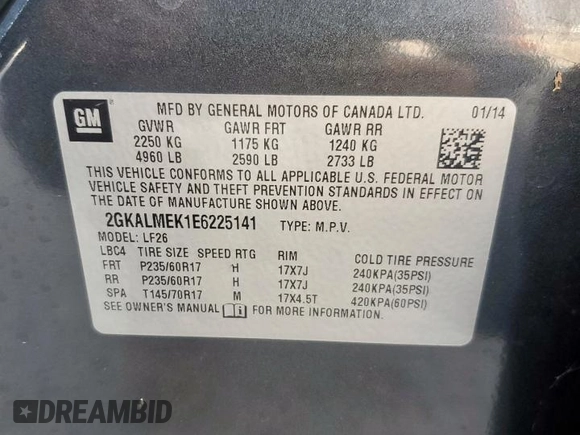 GM
MFD BY GENERAL MOTORS OF CANADA LTD. 01/14
GVWR GAWR FRT GAWR RR
2250 KG 1175 KG 1240 KG
4960 LB 2590 LB 2733 LB
THIS VEHICLE CONFORMS TO ALL APPLICABLE U.S. FEDERAL MOTOR
VEHICLE SAFETY AND THEFT PREVENTION STANDARDS IN EFFECT ON
THE DATE OF MANUFACTURE SHOWN ABOVE.
2GKALMEK1E6225141 TYPE: M.P.V.
MODEL: LF26
LBC4 TIRE SIZE SPEED RTG RIM COLD TIRE PRESSURE
FRT P235/60R17 H 17X7J 240KPA(35PSI)
RR P235/60R17 H 17X7J 240KPA(35PSI)
SPA T145/70R17 M 17X4.5T 420KPA(60PSI)
SEE OWNER'S MANUAL FOR MORE INFORMATION.
DREAMBID